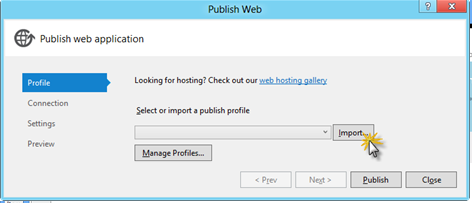 Publish Web
? x
Publish web application
Profile
Connection
Settings
Preview
Looking for hosting? Check out our web hosting gallery
Select or import a publish profile
Import...
Manage Profiles...
< Prev
Next >
Publish
Close